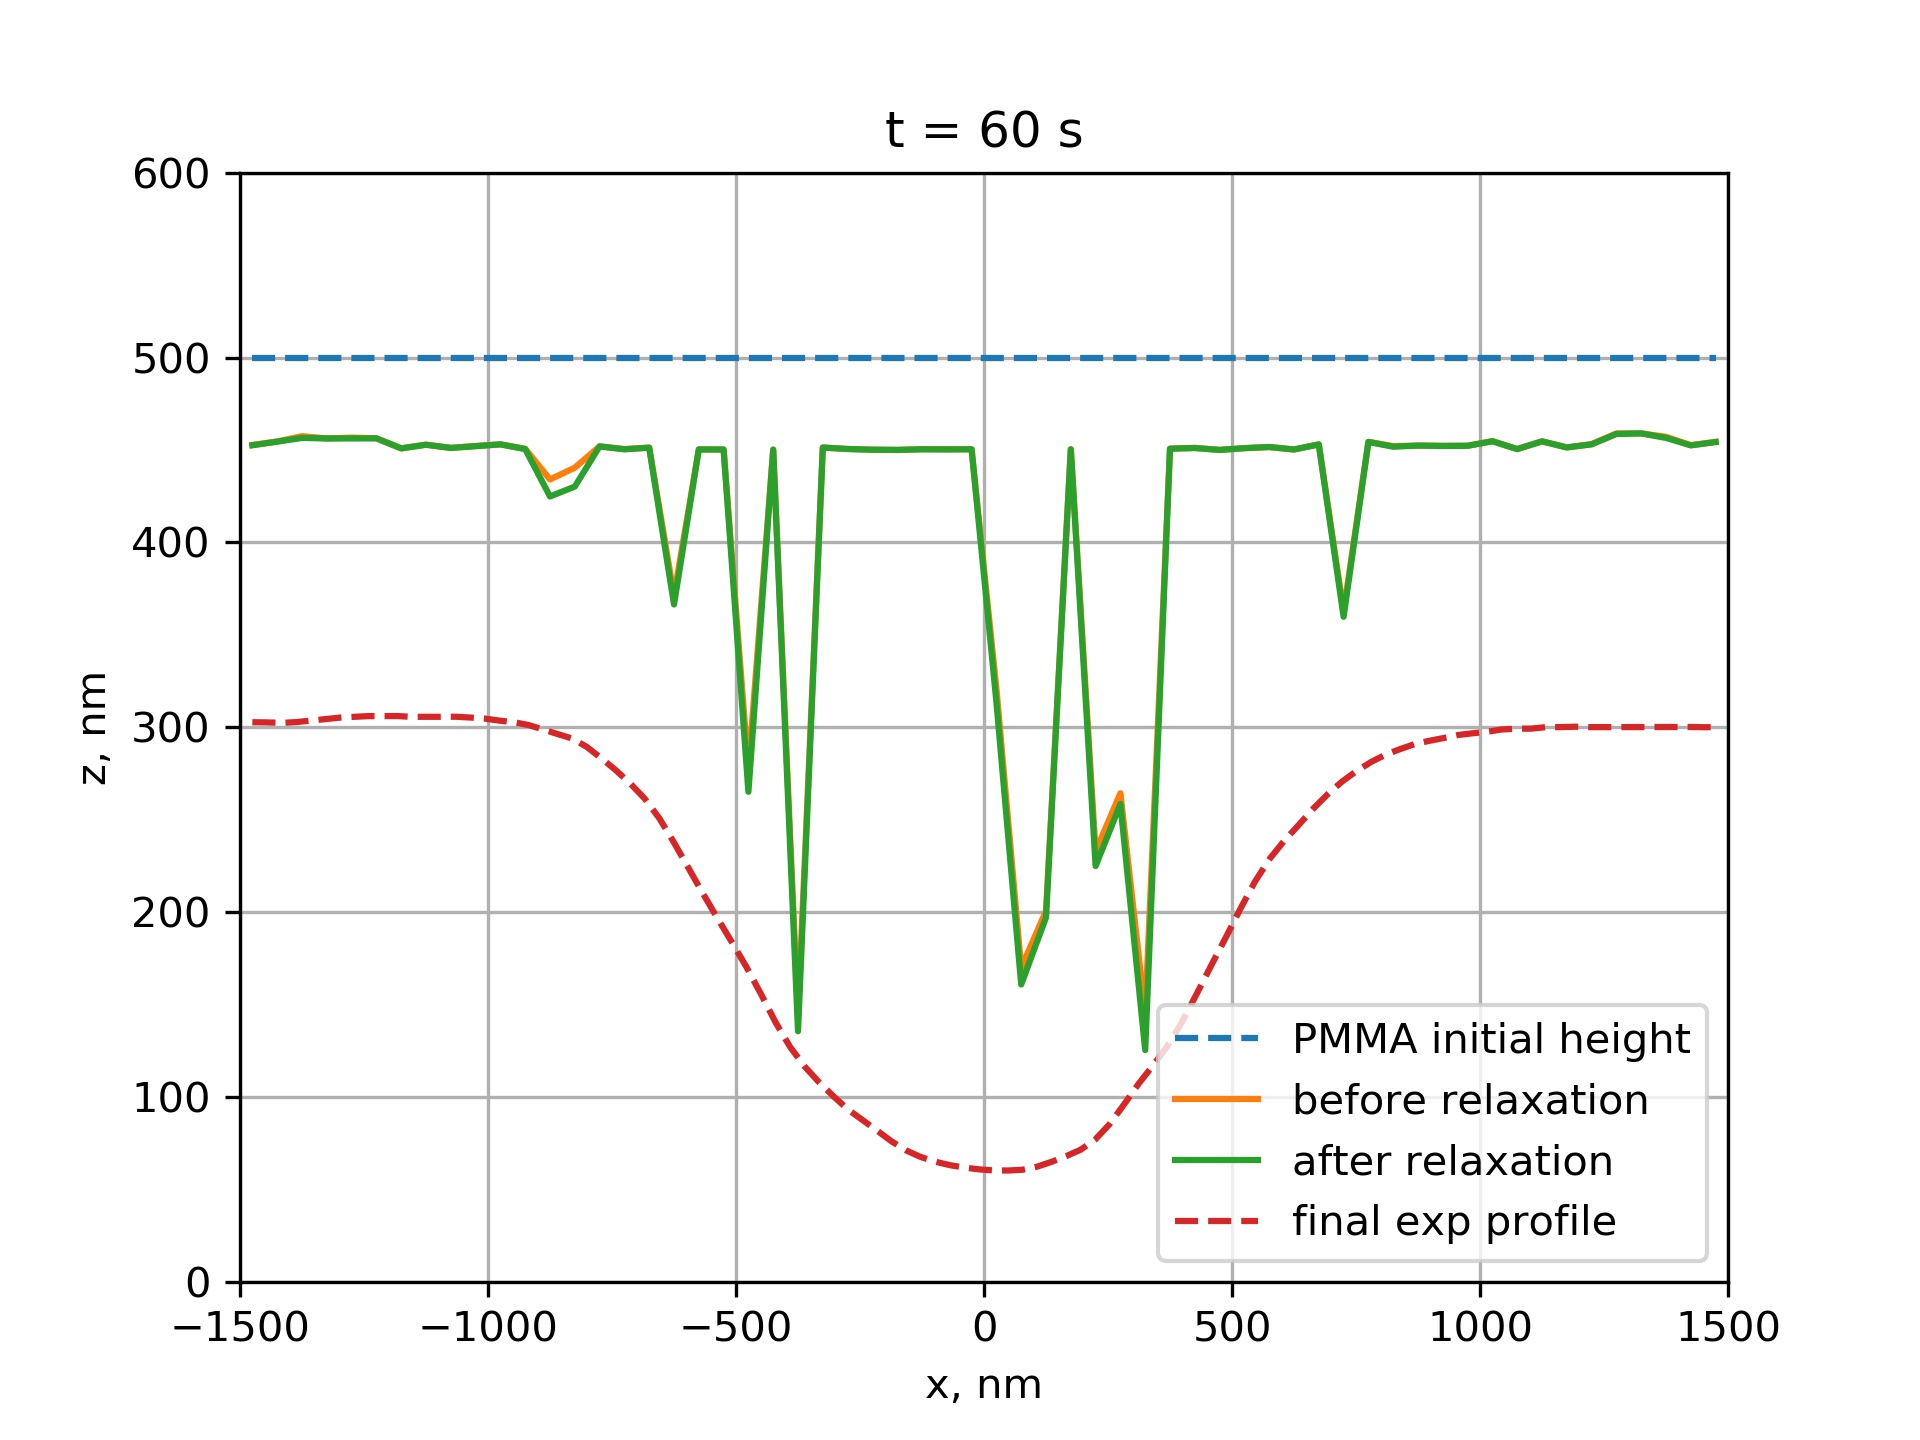 t = 60 s
600
500
400
300
200
100
0
z, nm
−1500 −1000 −500 0 500 1000 1500
x, nm
PMMA initial height
before relaxation
after relaxation
final exp profile